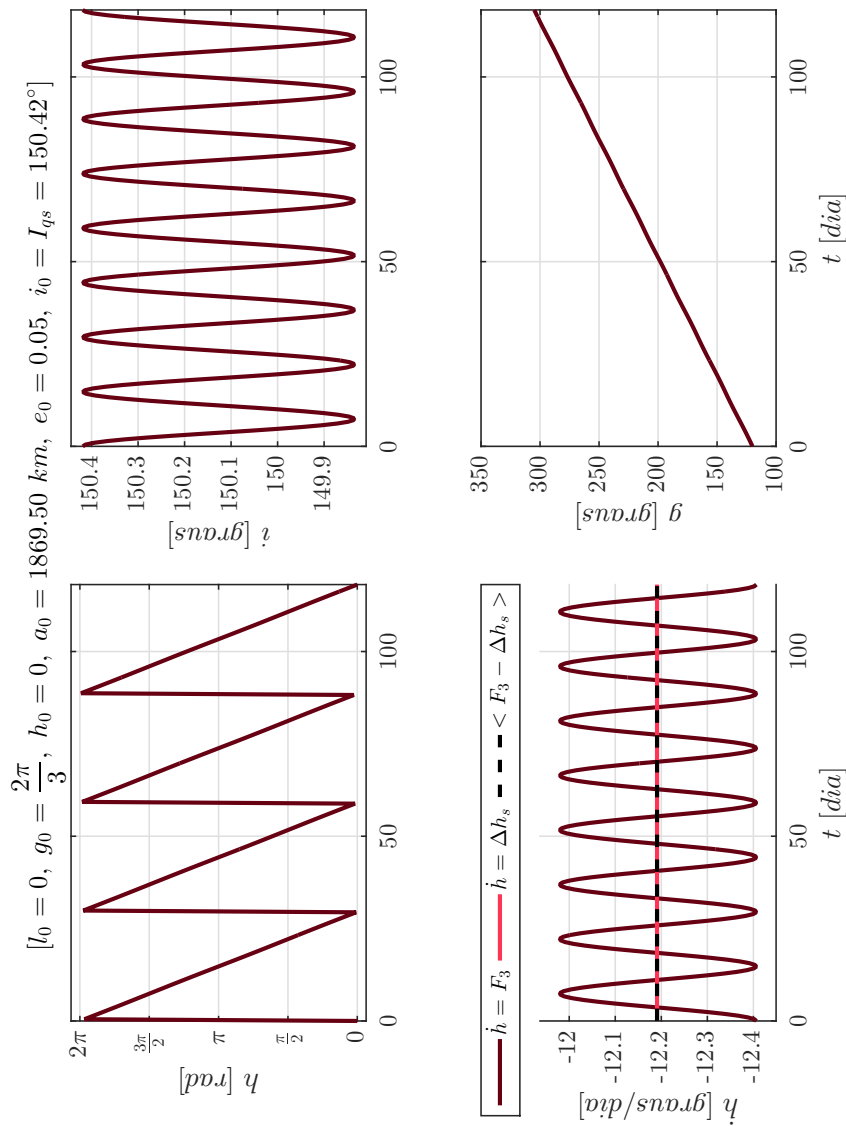 [l₀ = 0, g₀ = 2π/3, h₀ = 0, a₀ = 1869.50 km, e₀ = 0.05, i₀ = I_qs = 150.42°]
h [rad]
2π
3π/2
π
π/2
0
0 50 100
i [graus]
150.4
150.3
150.2
150.1
150
149.9
0 50 100
ḣ = F₃ ḣ = Δh_s < F₃ − Δh_s >
ḣ [graus/dia]
-12
-12.1
-12.2
-12.3
-12.4
0 50 100
t [dia]
g [graus]
350
300
250
200
150
100
0 50 100
t [dia]